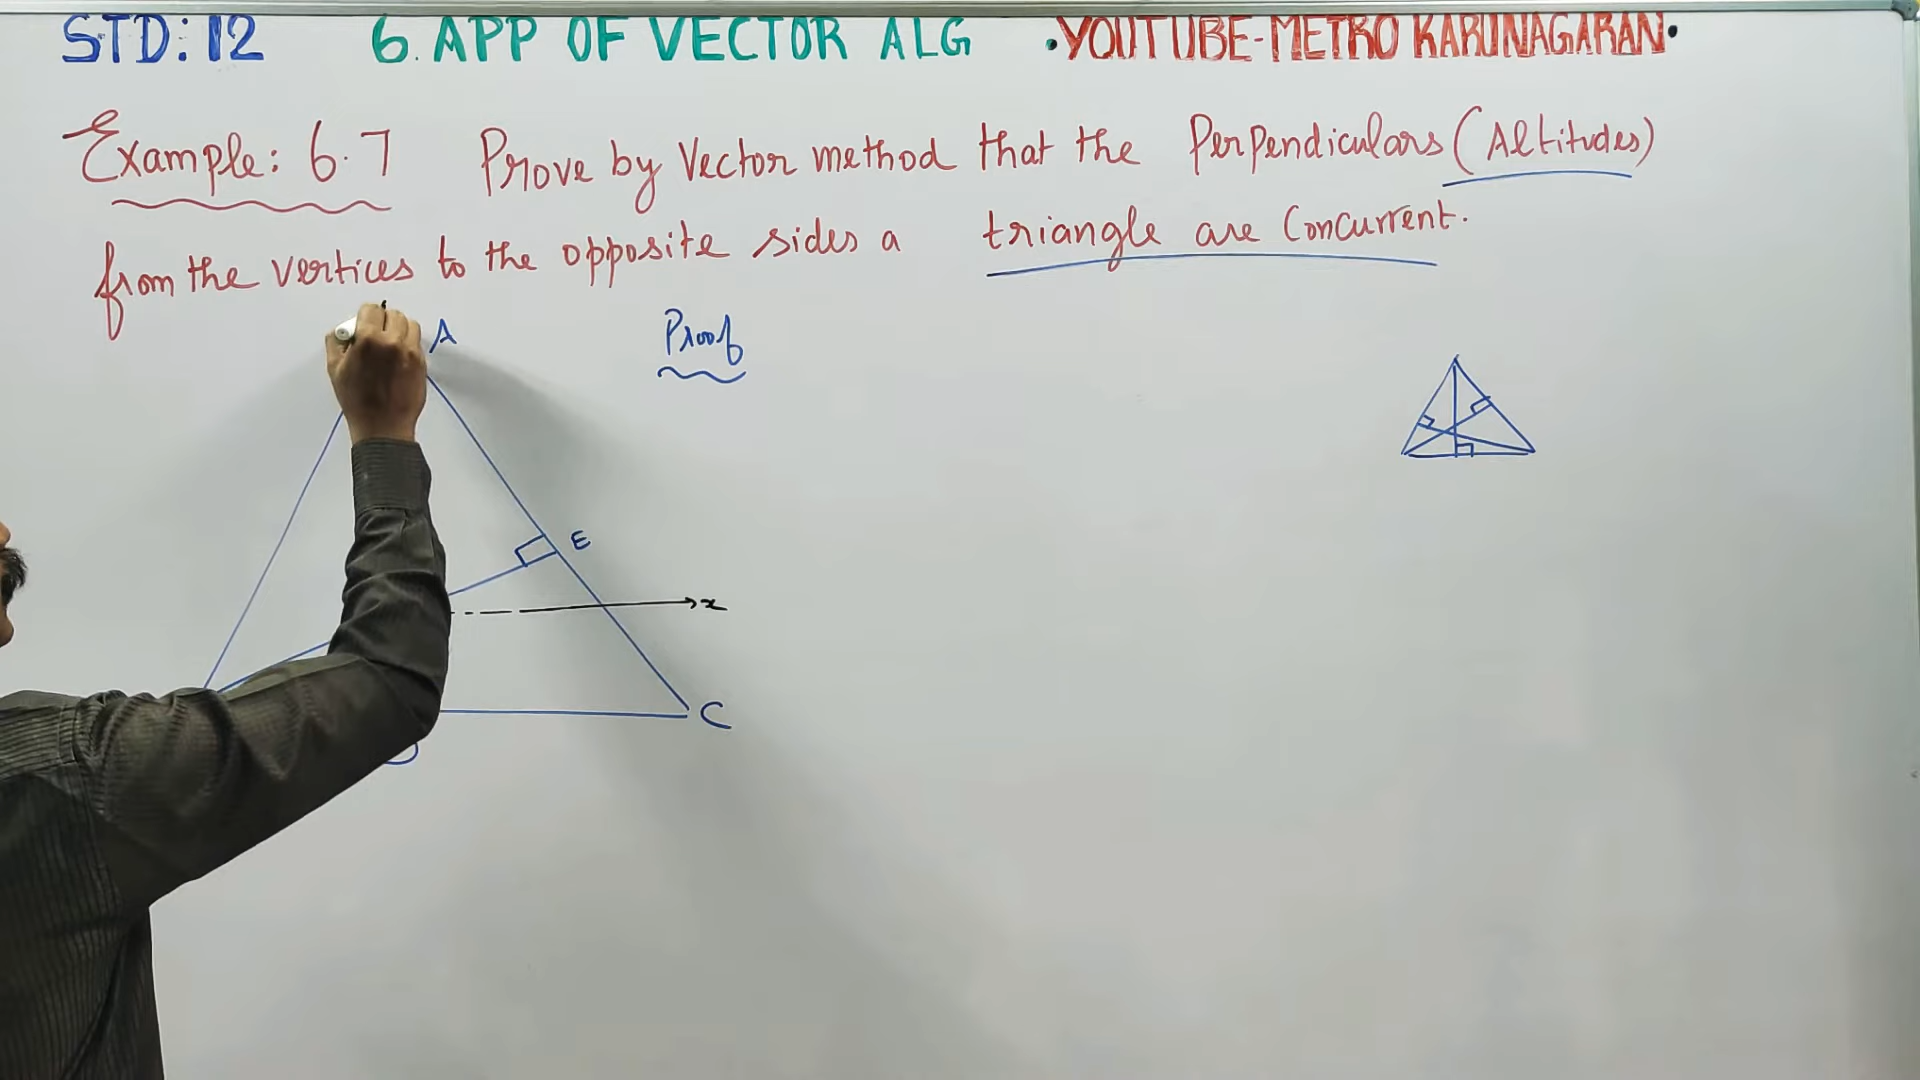 STD: 12 6. APP OF VECTOR ALG •YOUTUBE-METRO KARUNAGARAN•
Example: 6.7 Prove by Vector method that the Perpendiculars (Altitudes)
from the vertices to the opposite sides a triangle are concurrent.
A Proof
E
x
C